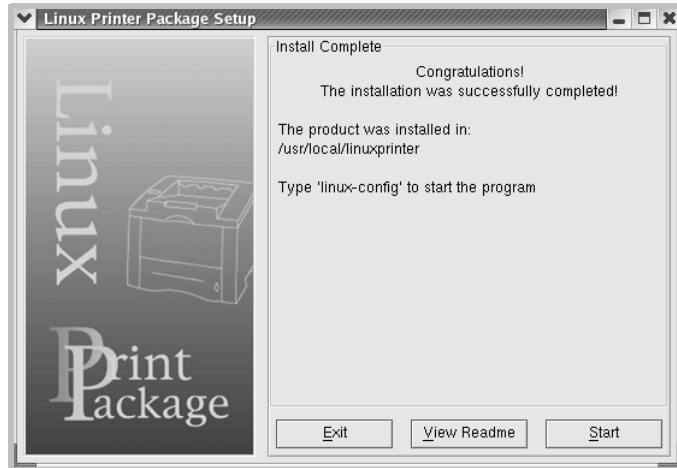 Linux Printer Package Setup
Linux
Print
Package
Install Complete
Congratulations!
The installation was successfully completed!
The product was installed in:
/usr/local/linuxprinter
Type 'linux-config' to start the program
Exit
View Readme
Start